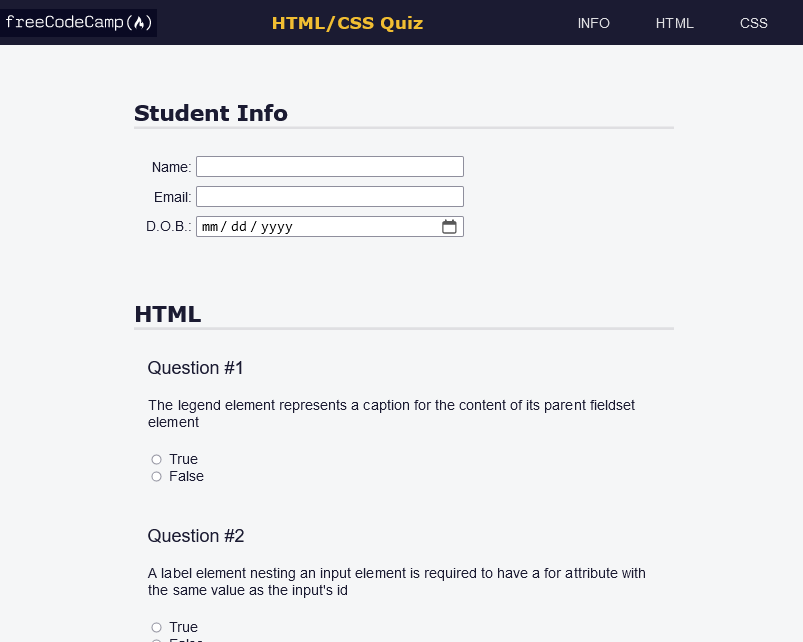 freeCodeCamp(🔥) HTML/CSS Quiz INFO HTML CSS
Student Info
Name:
Email:
D.O.B.: mm/dd/yyyy
HTML
Question #1
The legend element represents a caption for the content of its parent fieldset
element
True
False
Question #2
A label element nesting an input element is required to have a for attribute with
the same value as the input's id
True
False